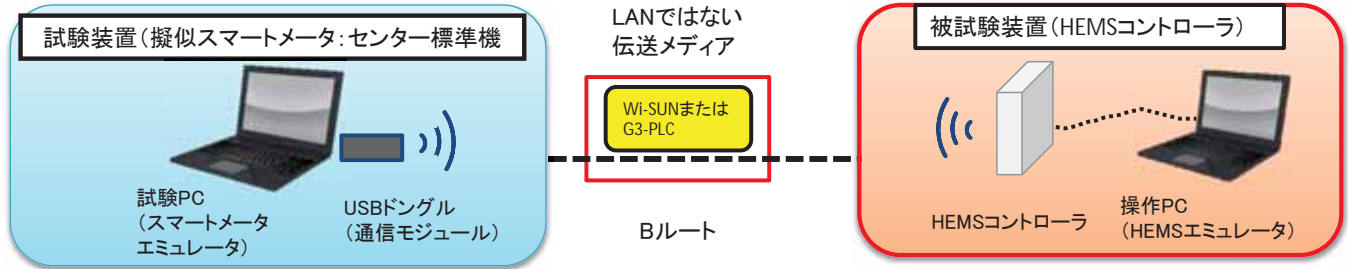 試験装置(擬似スマートメータ:センター標準機
試験PC
(スマートメータ
エミュレータ)
USBドングル
(通信モジュール)
LANではない
伝送メディア
Wi-SUNまたは
G3-PLC
Bルート
被試験装置(HEMSコントローラ)
HEMSコントローラ
操作PC
(HEMSエミュレータ)